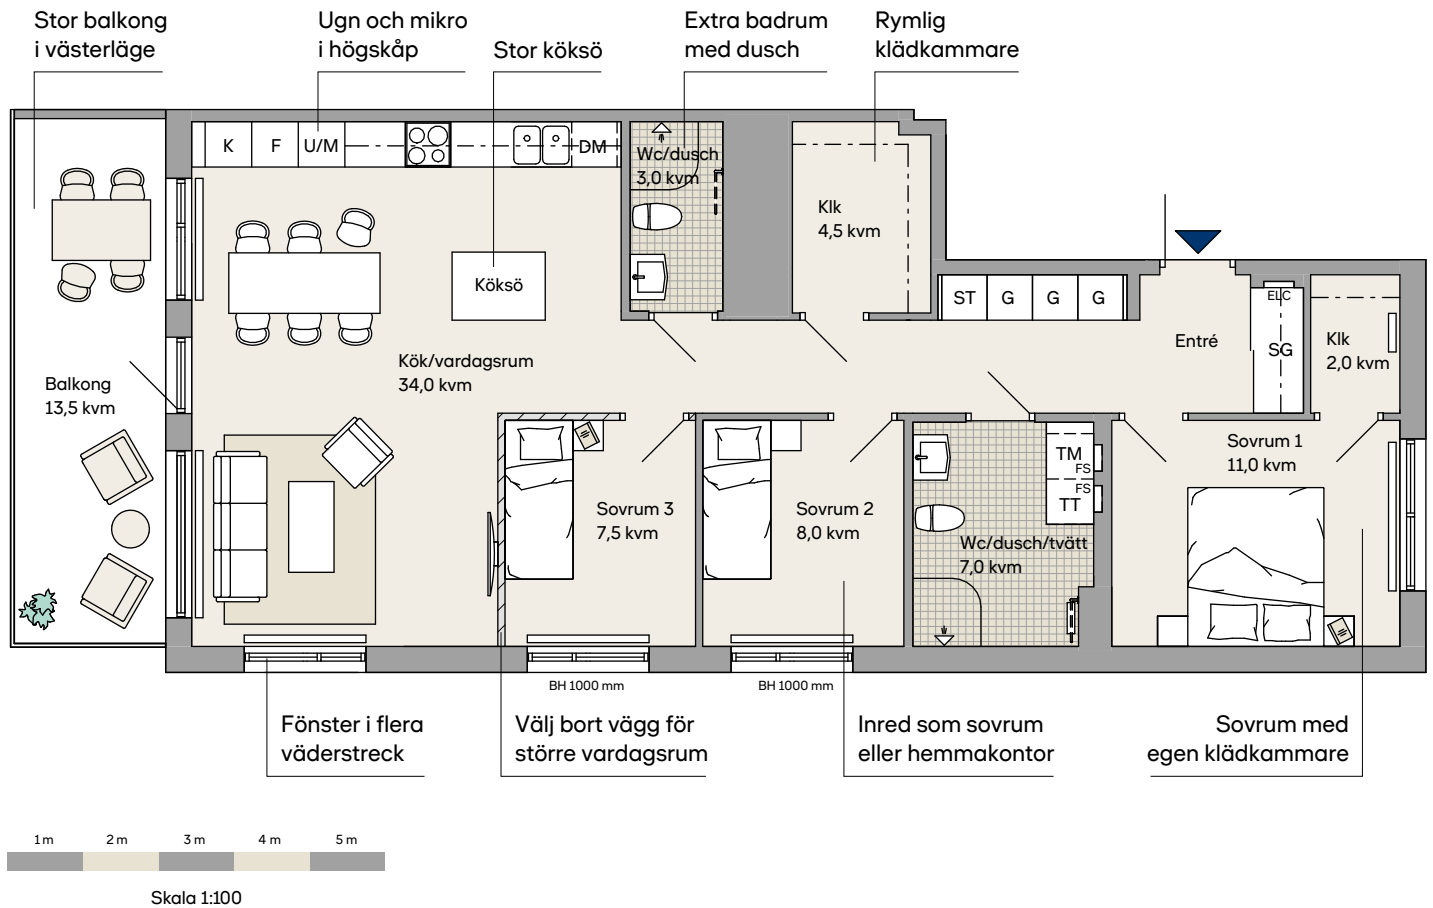 Stor balkong
i västerläge
Ugn och mikro
i högskåp
Stor köksö
Extra badrum
med dusch
Rymlig
klädkammare
K
F
U/M
DM
Wc/dusch
3,0 kvm
Klk
4,5 kvm
Köksö
ST
G
G
G
Entré
ELC
SG
Klk
2,0 kvm
Kök/vardagsrum
34,0 kvm
Balkong
13,5 kvm
Sovrum 3
7,5 kvm
Sovrum 2
8,0 kvm
TM
FS
FS
TT
Wc/dusch/tvätt
7,0 kvm
Sovrum 1
11,0 kvm
BH 1000 mm
BH 1000 mm
Fönster i flera
väderstreck
Välj bort vägg för
större vardagsrum
Inred som sovrum
eller hemmakontor
Sovrum med
egen klädkammare
1 m
2 m
3 m
4 m
5 m
Skala 1:100